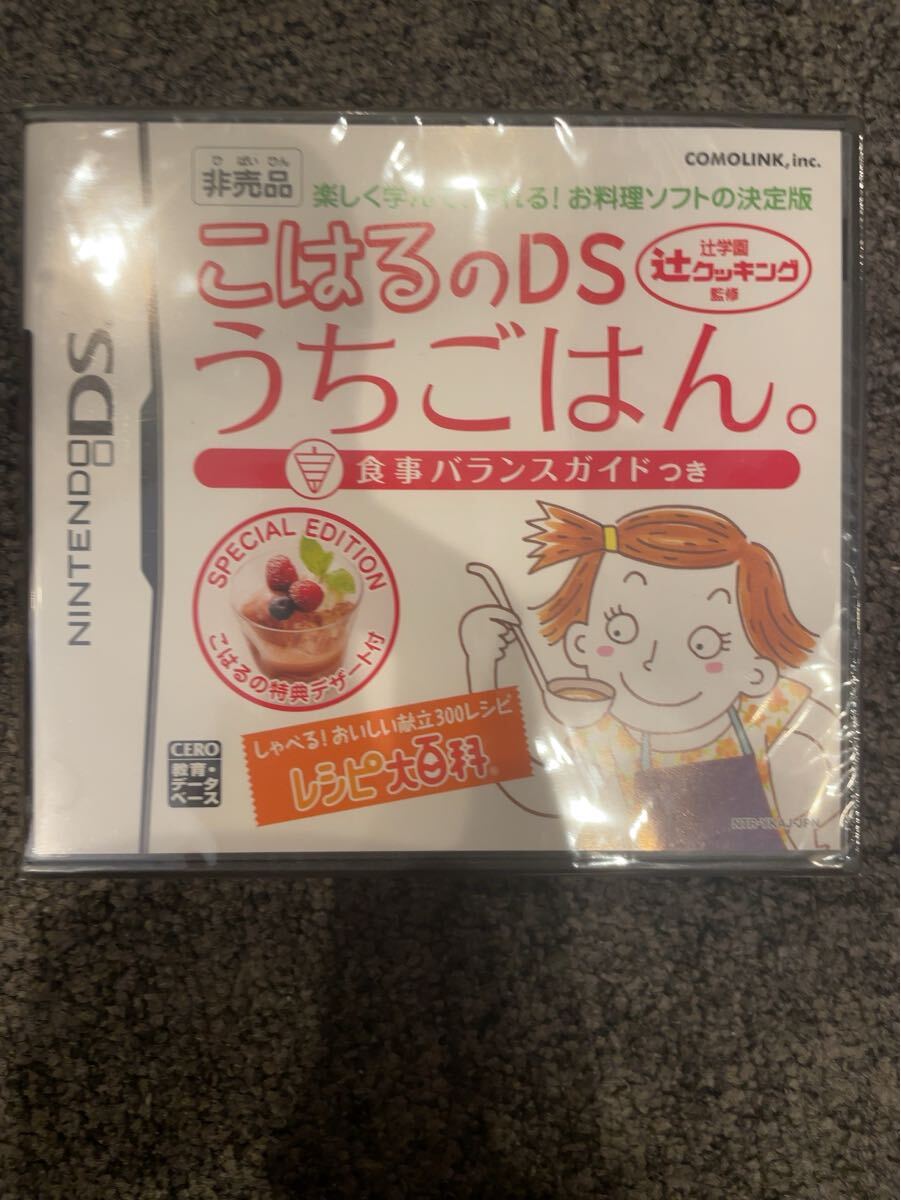 COMOLINK, inc.
ひばいひん
非売品
楽しく学んで れる! お料理ソフトの決定版
こはるのDS
辻学園
辻クッキング
監修
うちごはん。
食事バランスガイドつき
NINTENDO DS
SPECIAL EDITION
こはるの特典デザート付
しゃべる! おいしい献立300レシピ
レシピ大百科
CERO
教育・
データ
ベース